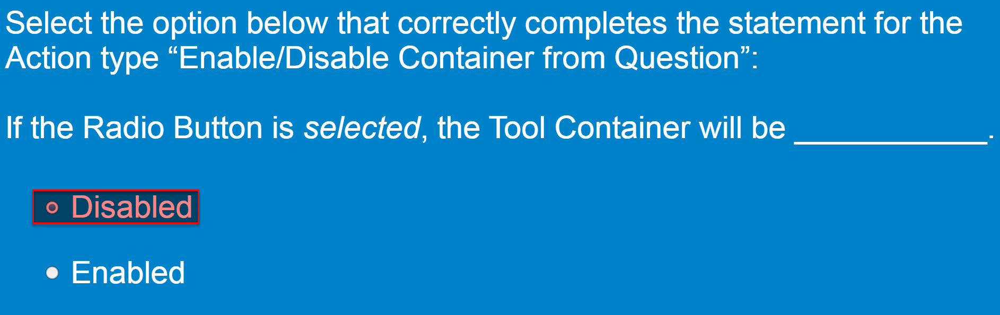 Select the option below that correctly completes the statement for the
Action type “Enable/Disable Container from Question”:
If the Radio Button is selected, the Tool Container will be ____________.
Disabled
Enabled